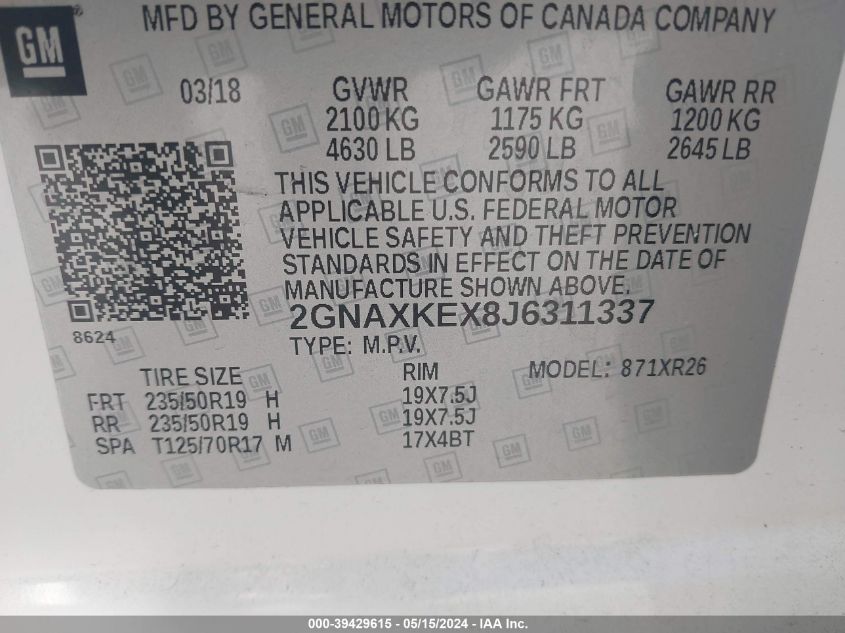 GM ®
MFD BY GENERAL MOTORS OF CANADA COMPANY
03/18 GVWR GAWR FRT GAWR RR
2100 KG 1175 KG 1200 KG
4630 LB 2590 LB 2645 LB
THIS VEHICLE CONFORMS TO ALL
APPLICABLE U.S. FEDERAL MOTOR
VEHICLE SAFETY AND THEFT PREVENTION
STANDARDS IN EFFECT ON THE DATE OF
MANUFACTURE SHOWN ABOVE.
2GNAXKEX8J6311337
8624
TYPE: M.P.V.
TIRE SIZE RIM MODEL: 871XR26
FRT 235/50R19 H 19X7.5J
RR 235/50R19 H 19X7.5J
SPA T125/70R17 M 17X4BT
000-39429615 - 05/15/2024 - IAA Inc.